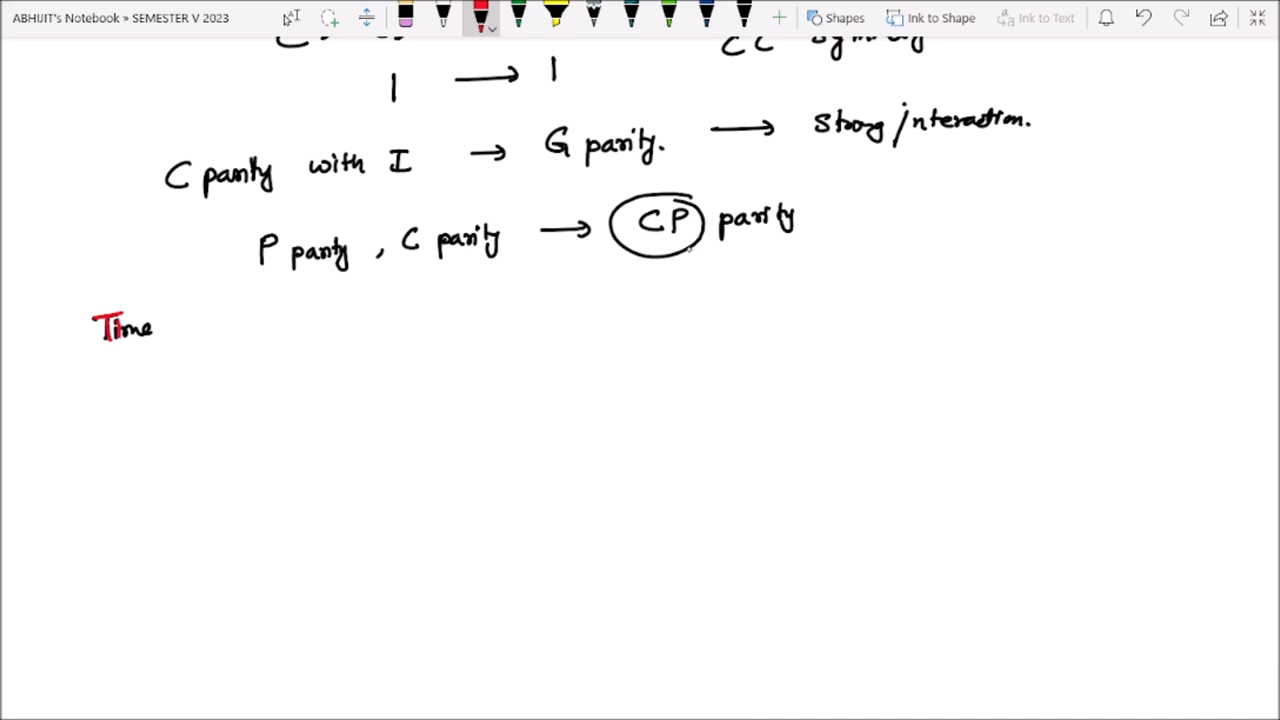 ABHIJIT's Notebook » SEMESTER V 2023 Shapes Ink to Shape Ink to Text
I → I
C parity with I → G parity. → Strong interaction.
P parity , C parity → CP parity
Time